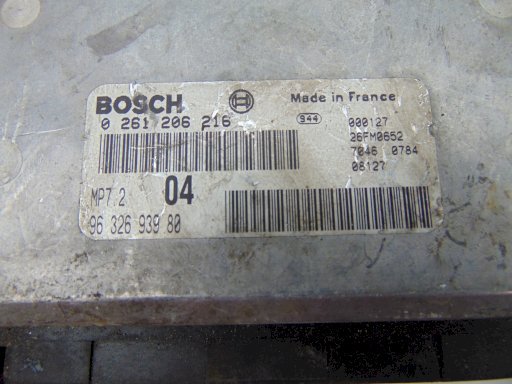 BOSCH
Made in France
0 261 206 216
944
000127
26FM0652
7046 0784
08127
MP7.2
04
96 326 939 80